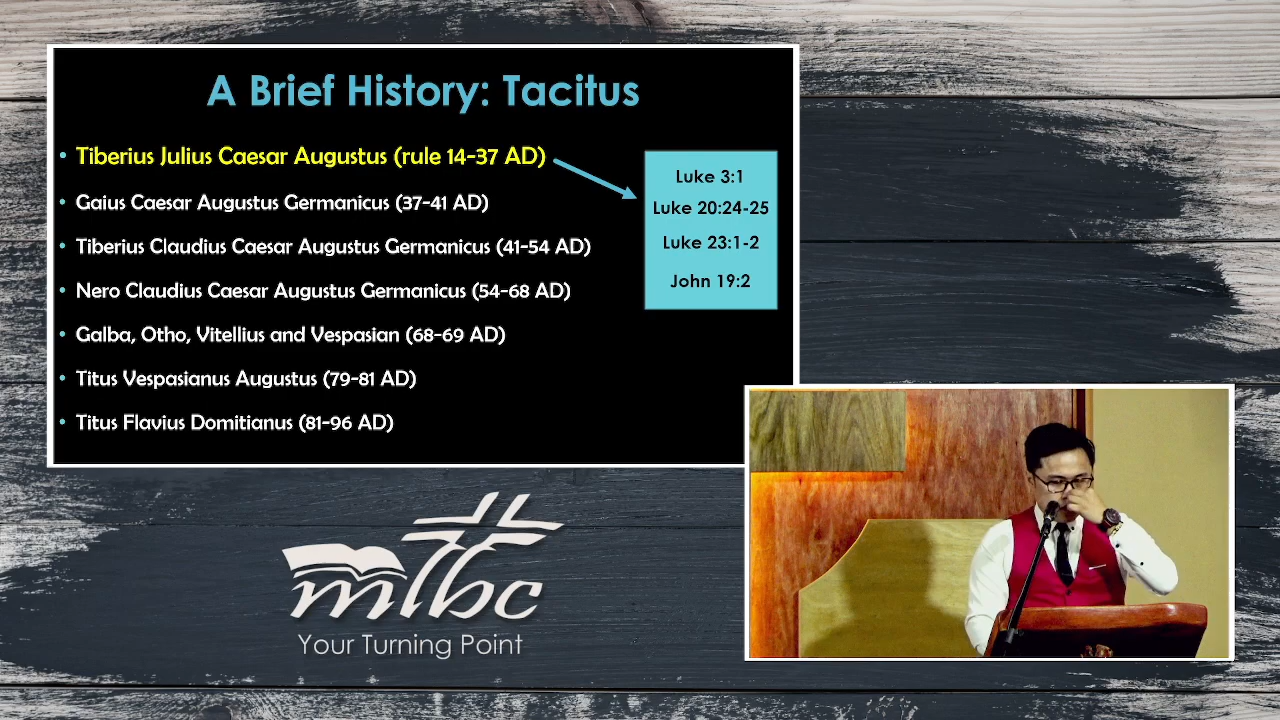 A Brief History: Tacitus
• Tiberius Julius Caesar Augustus (rule 14-37 AD)
• Gaius Caesar Augustus Germanicus (37-41 AD)
• Tiberius Claudius Caesar Augustus Germanicus (41-54 AD)
• Nero Claudius Caesar Augustus Germanicus (54-68 AD)
• Galba, Otho, Vitellius and Vespasian (68-69 AD)
• Titus Vespasianus Augustus (79-81 AD)
• Titus Flavius Domitianus (81-96 AD)
Luke 3:1
Luke 20:24-25
Luke 23:1-2
John 19:2
mtbc
Your Turning Point